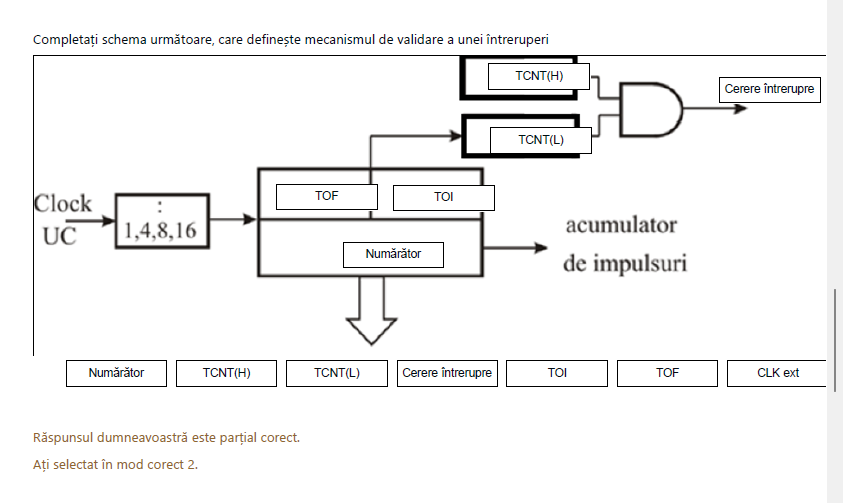 Completați schema următoare, care definește mecanismul de validare a unei întreruperi
TCNT(H)
Cerere întrerupre
TCNT(L)
TOF
TOI
Clock
UC
:
1,4,8,16
acumulator
de impulsuri
Numărător
Numărător
TCNT(H)
TCNT(L)
Cerere întrerupre
TOI
TOF
CLK ext
Răspunsul dumneavoastră este parțial corect.
Ați selectat în mod corect 2.